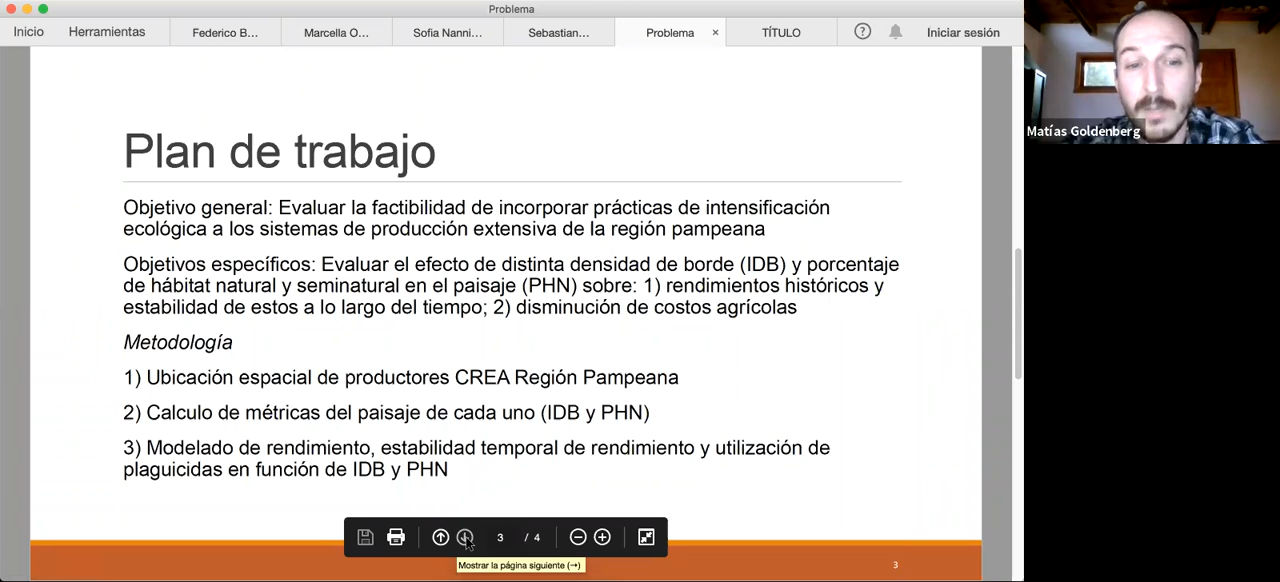 Problema
Inicio
Herramientas
Federico B...
Marcella O...
Sofia Nanni...
Sebastian...
Problema
×
TÍTULO
?
Iniciar sesión
Matías Goldenberg
Plan de trabajo
Objetivo general: Evaluar la factibilidad de incorporar prácticas de intensificación
ecológica a los sistemas de producción extensiva de la región pampeana
Objetivos específicos: Evaluar el efecto de distinta densidad de borde (IDB) y porcentaje
de hábitat natural y seminatural en el paisaje (PHN) sobre: 1) rendimientos históricos y
estabilidad de estos a lo largo del tiempo; 2) disminución de costos agrícolas
Metodología
1) Ubicación espacial de productores CREA Región Pampeana
2) Calculo de métricas del paisaje de cada uno (IDB y PHN)
3) Modelado de rendimiento, estabilidad temporal de rendimiento y utilización de
plaguicidas en función de IDB y PHN
3 / 4
Mostrar la página siguiente (→)
3